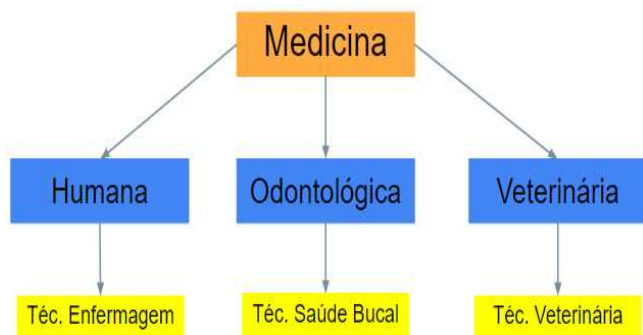 Medicina
Humana
Odontológica
Veterinária
Téc. Enfermagem
Téc. Saúde Bucal
Téc. Veterinária